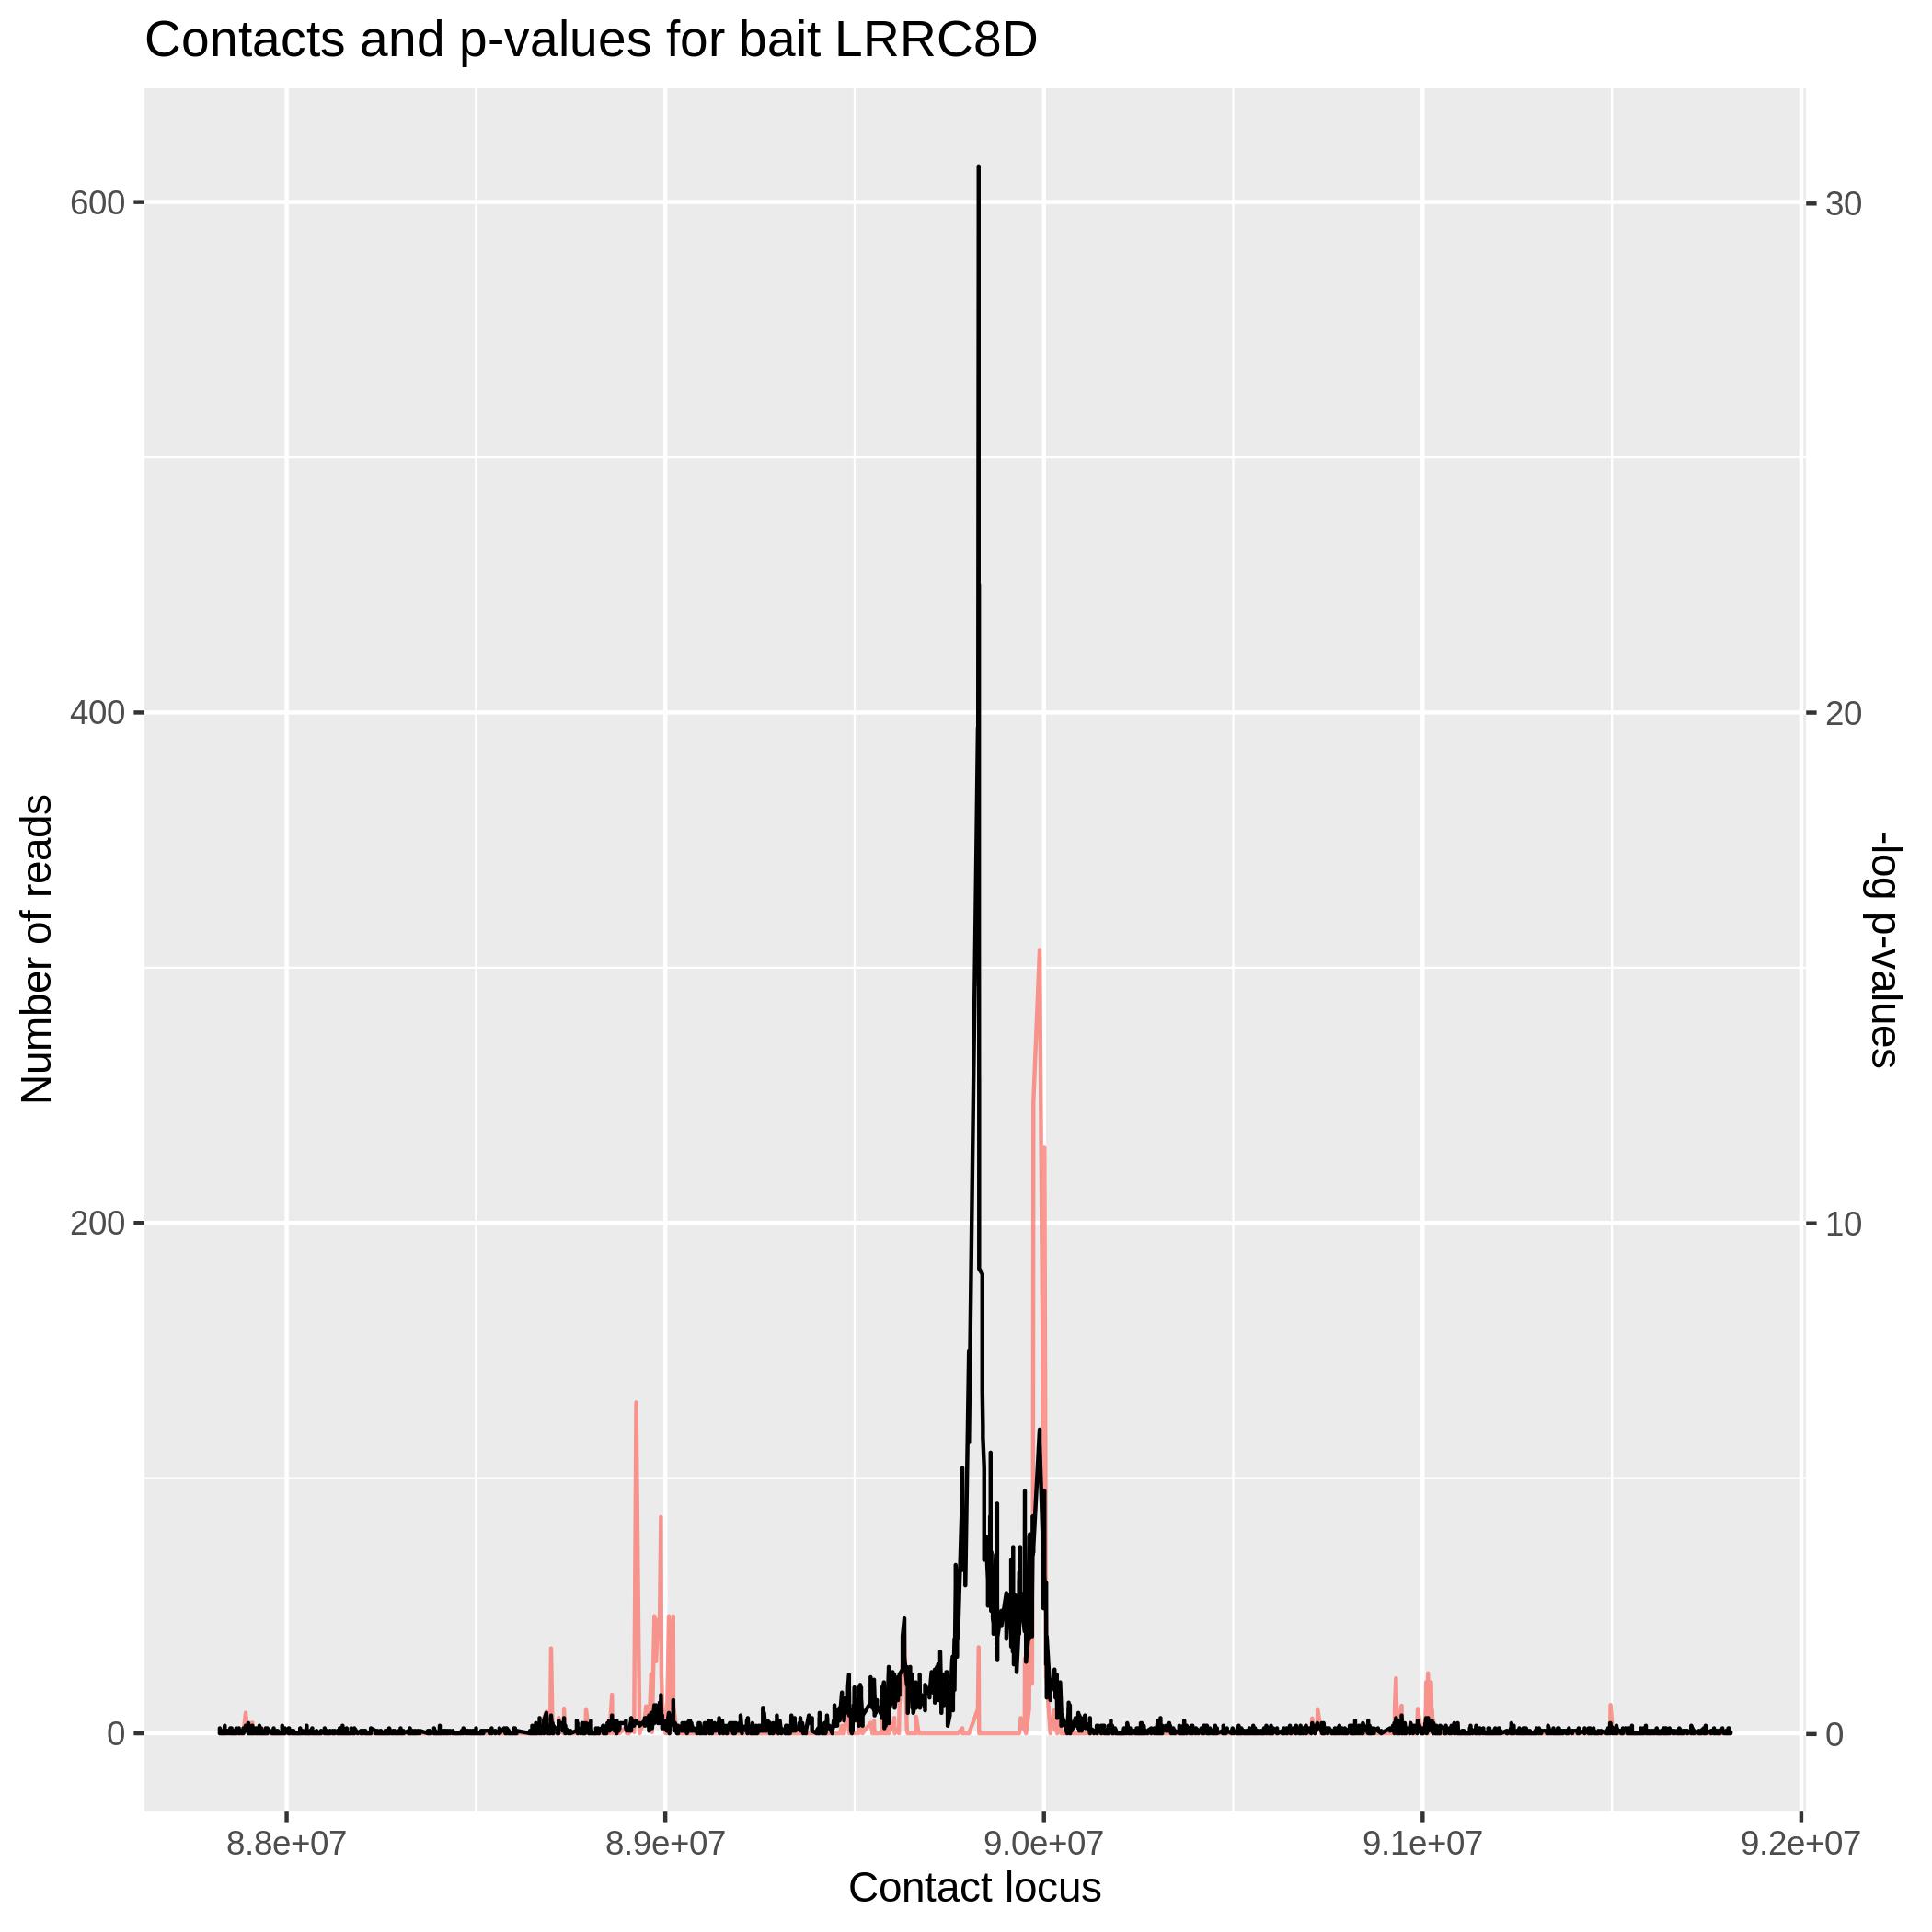 Contacts and p-values for bait LRRC8D
600
400
200
0
30
20
10
0
Number of reads
-log p-values
8.8e+07
8.9e+07
9.0e+07
9.1e+07
9.2e+07
Contact locus